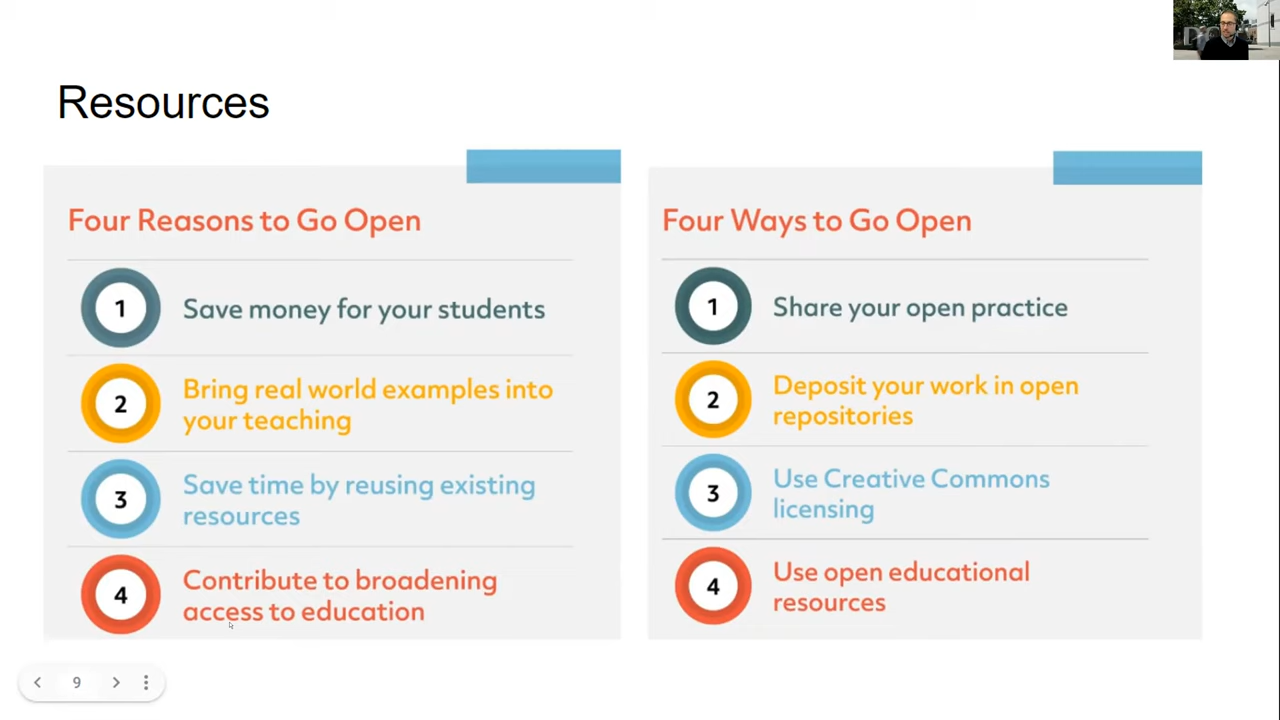 Resources
Four Reasons to Go Open
1
Save money for your students
2
Bring real world examples into
your teaching
3
Save time by reusing existing
resources
4
Contribute to broadening
access to education
Four Ways to Go Open
1
Share your open practice
2
Deposit your work in open
repositories
3
Use Creative Commons
licensing
4
Use open educational
resources
9